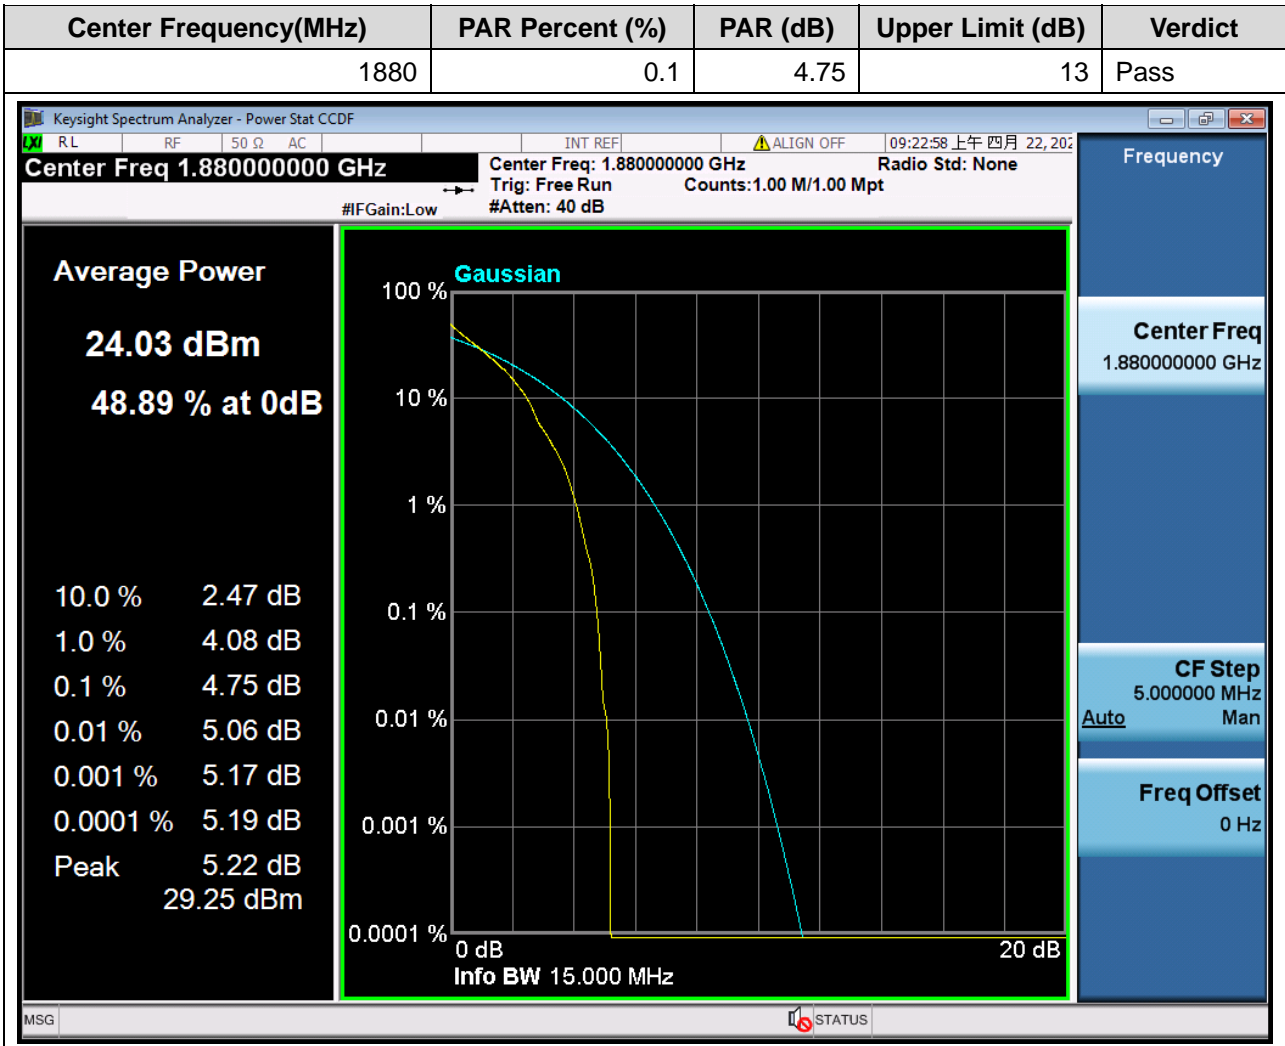 Center Frequency(MHz) PAR Percent (%) PAR (dB) Upper Limit (dB) Verdict
1880 0.1 4.75 13 Pass
Keysight Spectrum Analyzer - Power Stat CCDF
LXI RL RF 50 Ω AC INT REF ALIGN OFF 09:22:58 上午 四月 22, 202
Center Freq 1.880000000 GHz
Center Freq: 1.880000000 GHz Radio Std: None
Trig: Free Run Counts:1.00 M/1.00 Mpt
#IFGain:Low #Atten: 40 dB
Frequency
Average Power
24.03 dBm
48.89 % at 0dB
10.0 % 2.47 dB
1.0 % 4.08 dB
0.1 % 4.75 dB
0.01 % 5.06 dB
0.001 % 5.17 dB
0.0001 % 5.19 dB
Peak 5.22 dB
29.25 dBm
Gaussian
100 %
10 %
1 %
0.1 %
0.01 %
0.001 %
0.0001 %
0 dB 20 dB
Info BW 15.000 MHz
Center Freq
1.880000000 GHz
CF Step
5.000000 MHz
Auto Man
Freq Offset
0 Hz
MSG STATUS